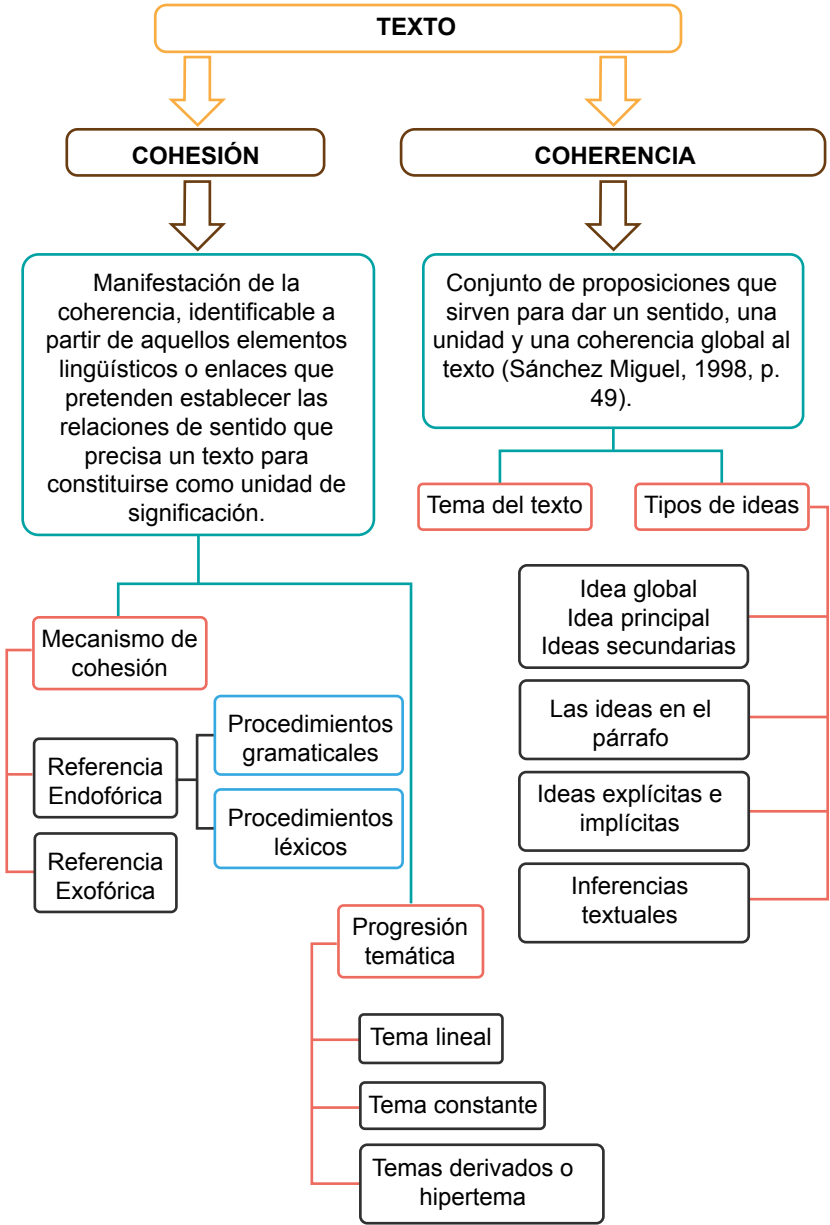 TEXTO
COHESIÓN
COHERENCIA
Manifestación de la
coherencia, identificable a
partir de aquellos elementos
lingüísticos o enlaces que
pretenden establecer las
relaciones de sentido que
precisa un texto para
constituirse como unidad de
significación.
Conjunto de proposiciones que
sirven para dar un sentido, una
unidad y una coherencia global al
texto (Sánchez Miguel, 1998, p.
49).
Tema del texto
Tipos de ideas
Idea global
Idea principal
Ideas secundarias
Las ideas en el
párrafo
Ideas explícitas e
implícitas
Inferencias
textuales
Mecanismo de
cohesión
Referencia
Endofórica
Procedimientos
gramaticales
Procedimientos
léxicos
Referencia
Exofórica
Progresión
temática
Tema lineal
Tema constante
Temas derivados o
hipertema